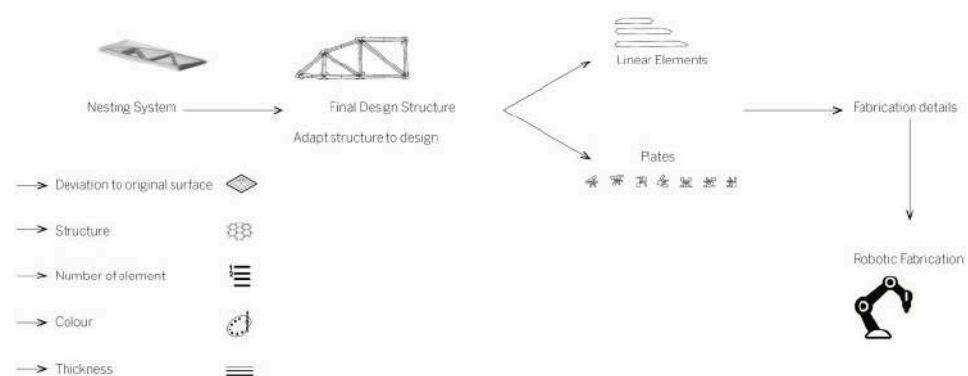 Linear Elements
Nesting System
Final Design Structure
Fabrication details
Adapt structure to design
Plates
Deviation to original surface
Structure
Robotic Fabrication
Number of element
Colour
Thickness